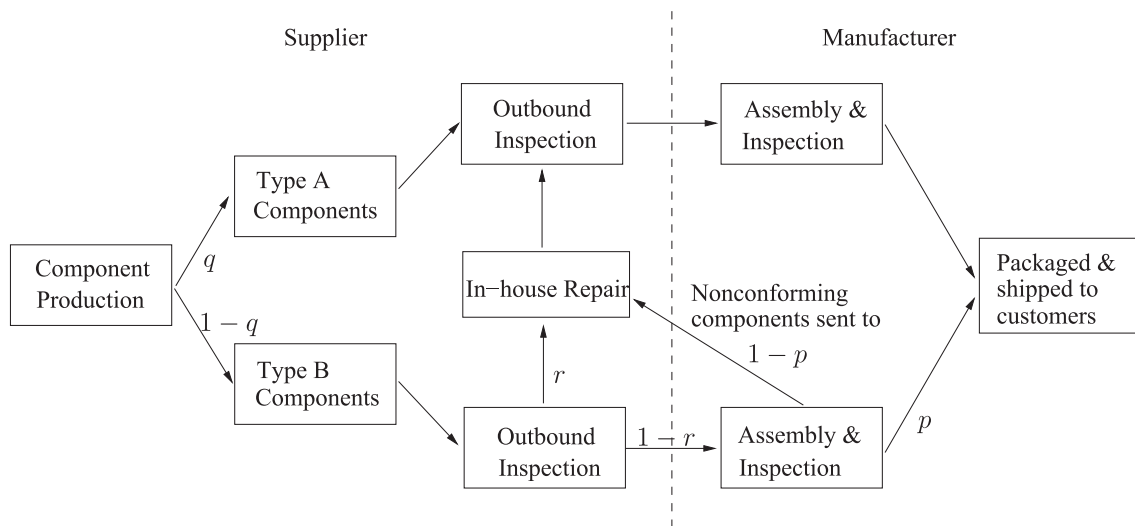 Supplier
Manufacturer
Outbound
Inspection
Assembly &
Inspection
Type A
Components
q
Component
Production
In−house Repair
Nonconforming
components sent to
1 − p
Packaged &
shipped to
customers
1 − q
Type B
Components
r
Outbound
Inspection
1 − r
Assembly &
Inspection
p